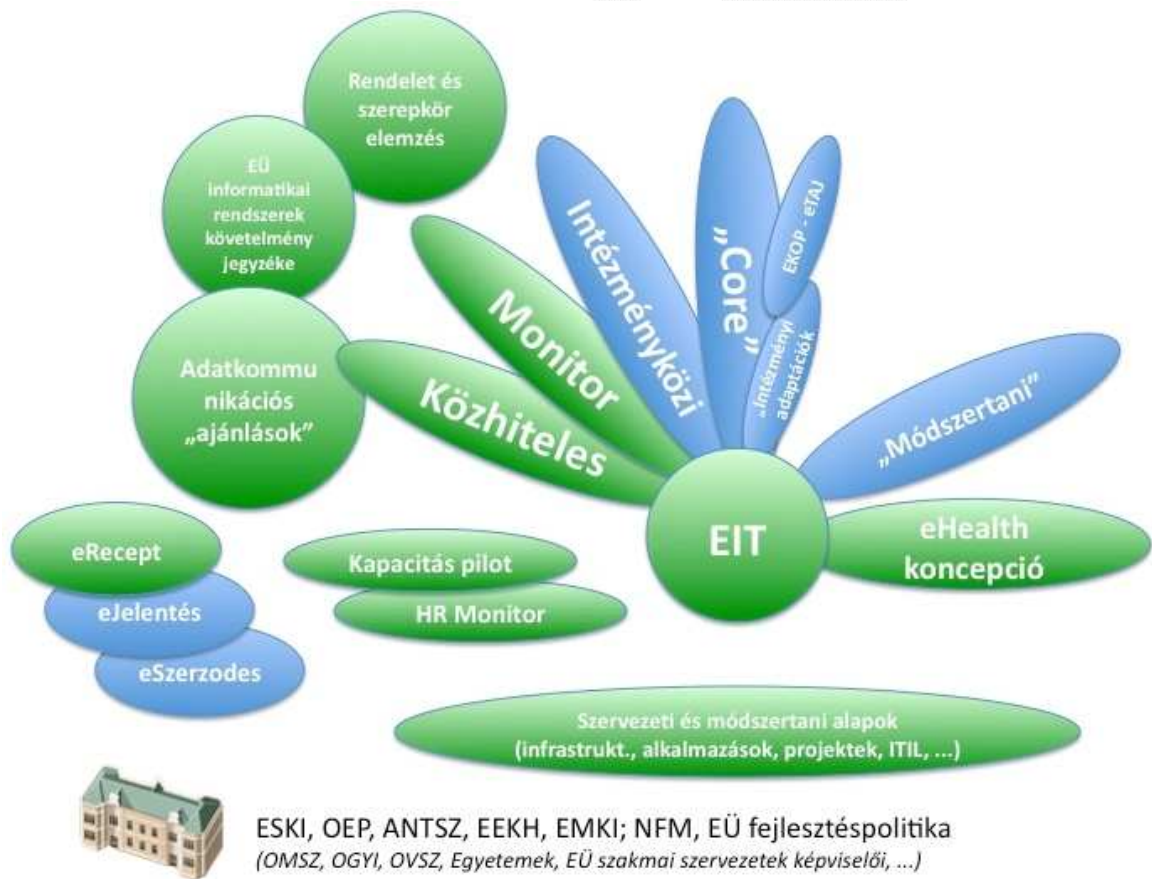 Rendelet és
szerepkör
elemzés
EÜ
informatikai
rendszerek
követelmény
jegyzéke
Adatkommu
nikációs
„ajánlások”
Közhiteles
Monitor
Intézményközi
„Core”
EKOP - eTAJ
„Intézményi
adaptációk
„Módszertani”
EIT
eHealth
koncepció
eRecept
eJelentés
eSzerzodes
Kapacitás pilot
HR Monitor
Szervezeti és módszertani alapok
(infrastrukt., alkalmazások, projektek, ITIL, ...)
ESKI, OEP, ANTSZ, EEKH, EMKI; NFM, EÜ fejlesztéspolitika
(OMSZ, OGYI, OVSZ, Egyetemek, EÜ szakmai szervezetek képviselői, ...)